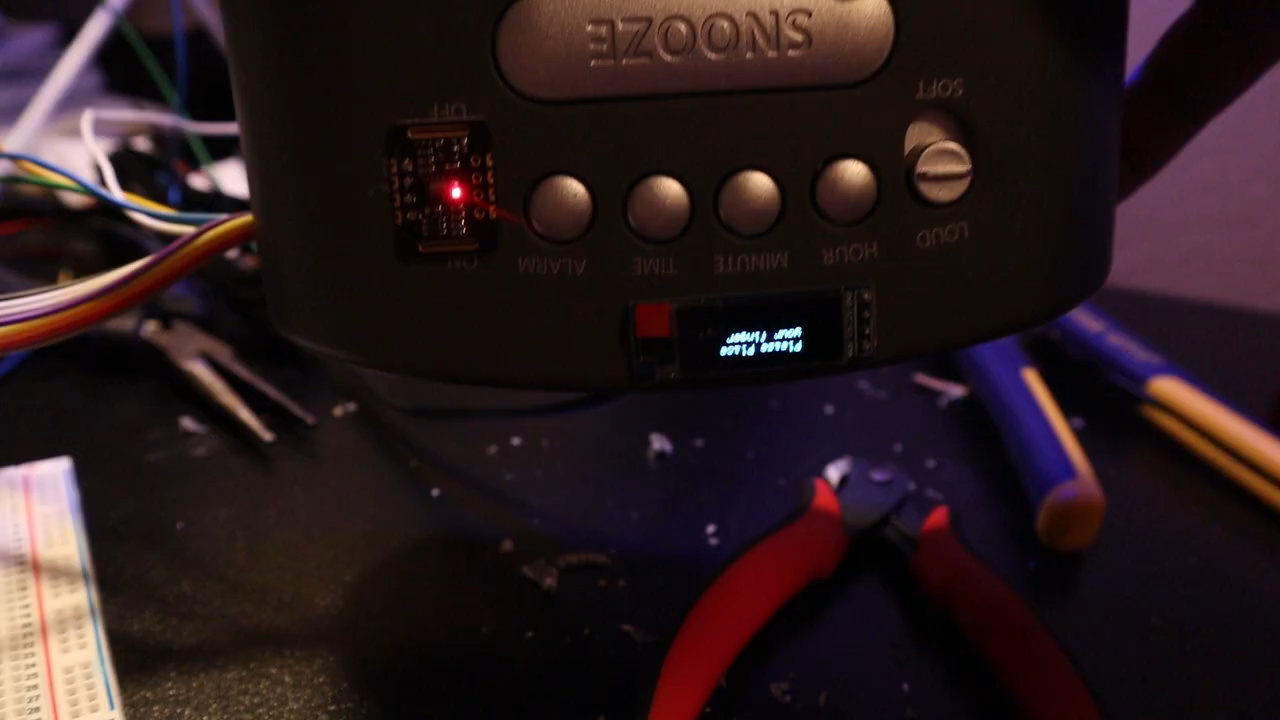 Please Place
your finger
LOUD HOUR MINUTE TIME ALARM ON
SOFT OFF
SNOOZE